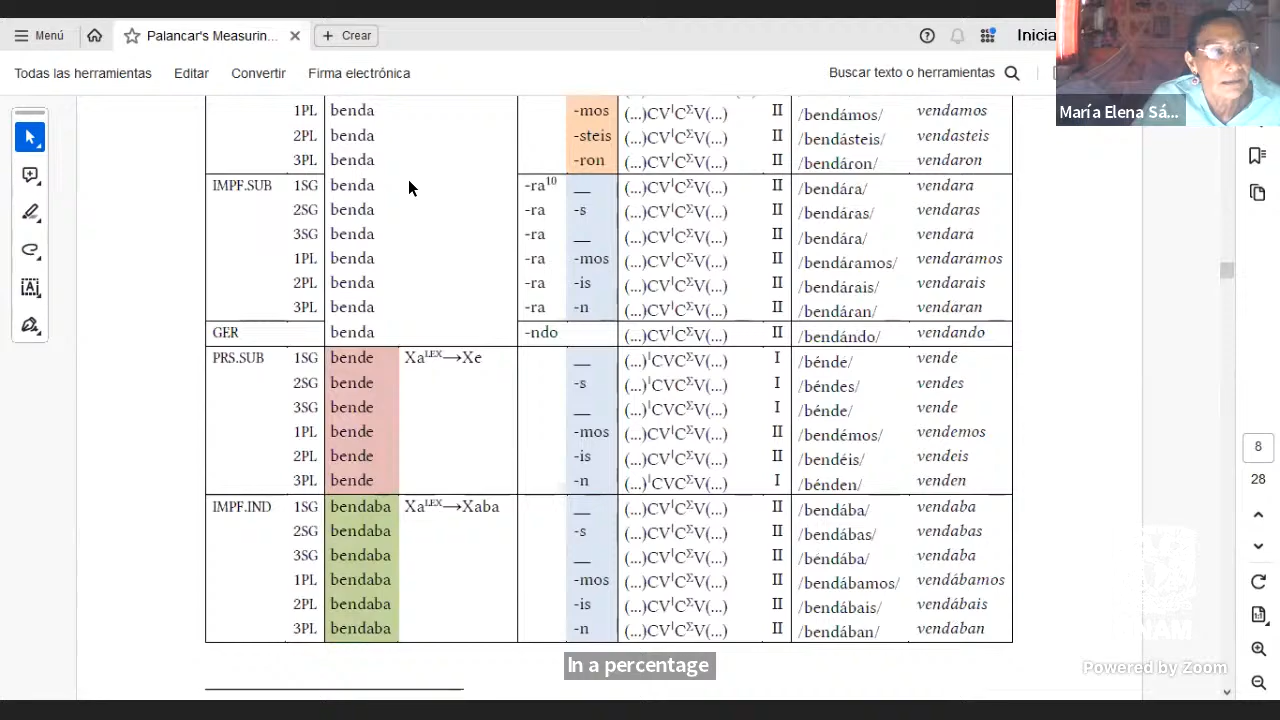 Menú Palancar's Measurin... Crear Inicia
Todas las herramientas Editar Convertir Firma electrónica Buscar texto o herramientas
María Elena Sá...
1PL benda -mos (...)CVˈCΣV(...) II /bendámos/ vendamos
2PL benda -steis (...)CVˈCΣV(...) II /bendásteis/ vendasteis
3PL benda -ron (...)CVˈCΣV(...) II /bendáron/ vendaron
IMPF.SUB 1SG benda -ra10 __ (...)CVˈCΣV(...) II /bendára/ vendara
2SG benda -ra -s (...)CVˈCΣV(...) II /bendáras/ vendaras
3SG benda -ra __ (...)CVˈCΣV(...) II /bendára/ vendara
1PL benda -ra -mos (...)CVˈCΣV(...) II /bendáramos/ vendaramos
2PL benda -ra -is (...)CVˈCΣV(...) II /bendárais/ vendarais
3PL benda -ra -n (...)CVˈCΣV(...) II /bendáran/ vendaran
GER benda -ndo (...)CVˈCΣV(...) II /bendándo/ vendando
PRS.SUB 1SG bende XaLEX→Xe __ (...)ˈCVCΣV(...) I /bénde/ vende
2SG bende -s (...)ˈCVCΣV(...) I /béndes/ vendes
3SG bende __ (...)ˈCVCΣV(...) I /bénde/ vende
1PL bende -mos (...)CVˈCΣV(...) II /bendémos/ vendemos
2PL bende -is (...)CVˈCΣV(...) II /bendéis/ vendeis
3PL bende -n (...)ˈCVCΣV(...) I /bénden/ venden
IMPF.IND 1SG bendaba XaLEX→Xaba __ (...)CVˈCΣV(...) II /bendába/ vendaba
2SG bendaba -s (...)CVˈCΣV(...) II /bendábas/ vendabas
3SG bendaba __ (...)CVˈCΣV(...) II /béndába/ vendaba
1PL bendaba -mos (...)CVˈCΣV(...) II /bendábamos/ vendábamos
2PL bendaba -is (...)CVˈCΣV(...) II /bendábais/ vendábais
3PL bendaba -n (...)CVˈCΣV(...) II /bendában/ vendaban
8
28
In a percentage
Powered by Zoom